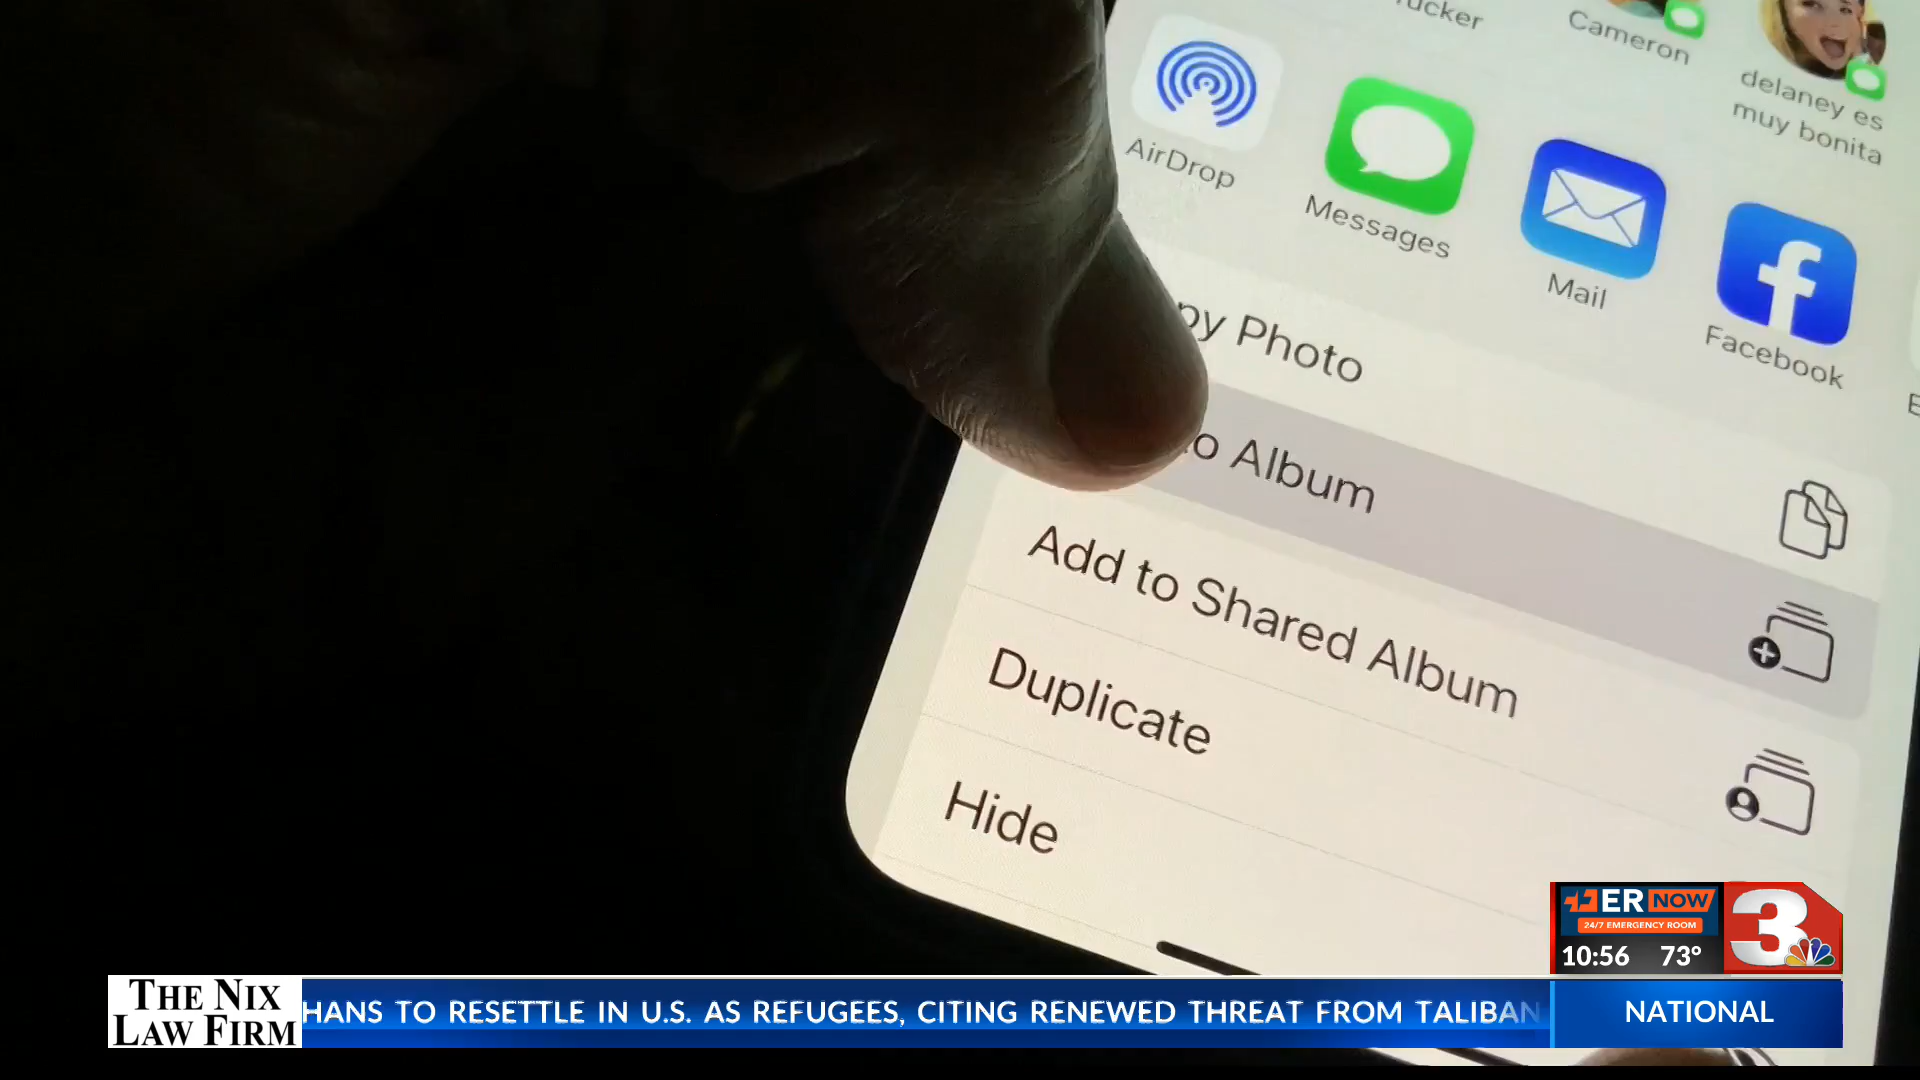 ucker
Cameron
delaney es
muy bonita
AirDrop
Messages
Mail
Facebook
py Photo
to Album
Add to Shared Album
Duplicate
Hide
ER NOW
24/7 EMERGENCY ROOM
10:56 73°
3
THE NIX
LAW FIRM
HANS TO RESETTLE IN U.S. AS REFUGEES, CITING RENEWED THREAT FROM TALIBAN
NATIONAL